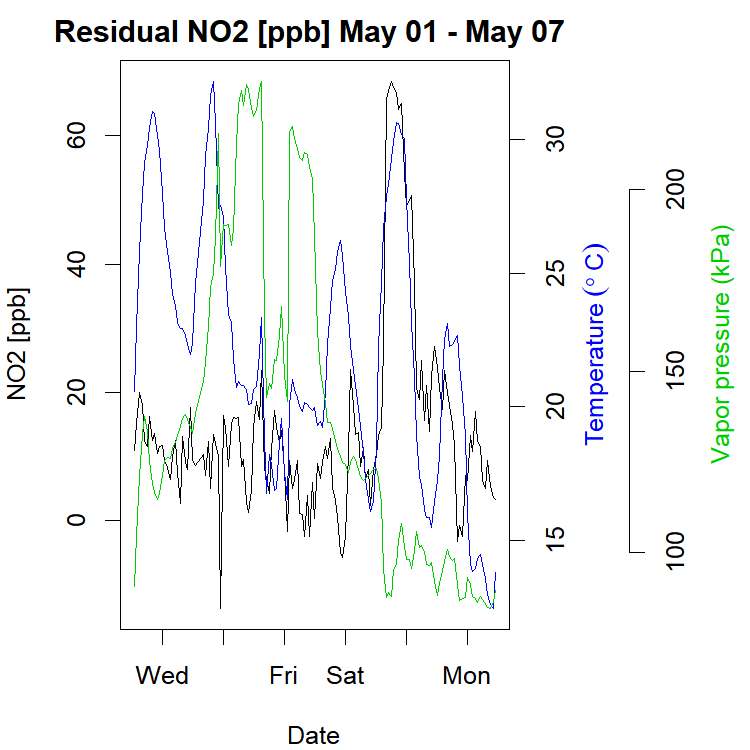 Residual NO2 [ppb] May 01 - May 07
NO2 [ppb]
0
20
40
60
15
20
25
30
Temperature (° C)
100
150
200
Vapor pressure (kPa)
Wed
Fri
Sat
Mon
Date